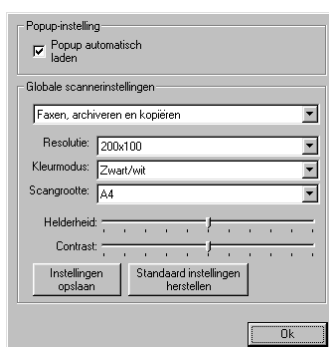 Popup-instelling
Popup automatisch
laden
Globale scannerinstellingen
Faxen, archiveren en kopiëren
Resolutie: 200x100
Kleurmodus: Zwart/wit
Scangrootte: A4
Helderheid:
Contrast:
Instellingen
opslaan
Standaard instellingen
herstellen
Ok